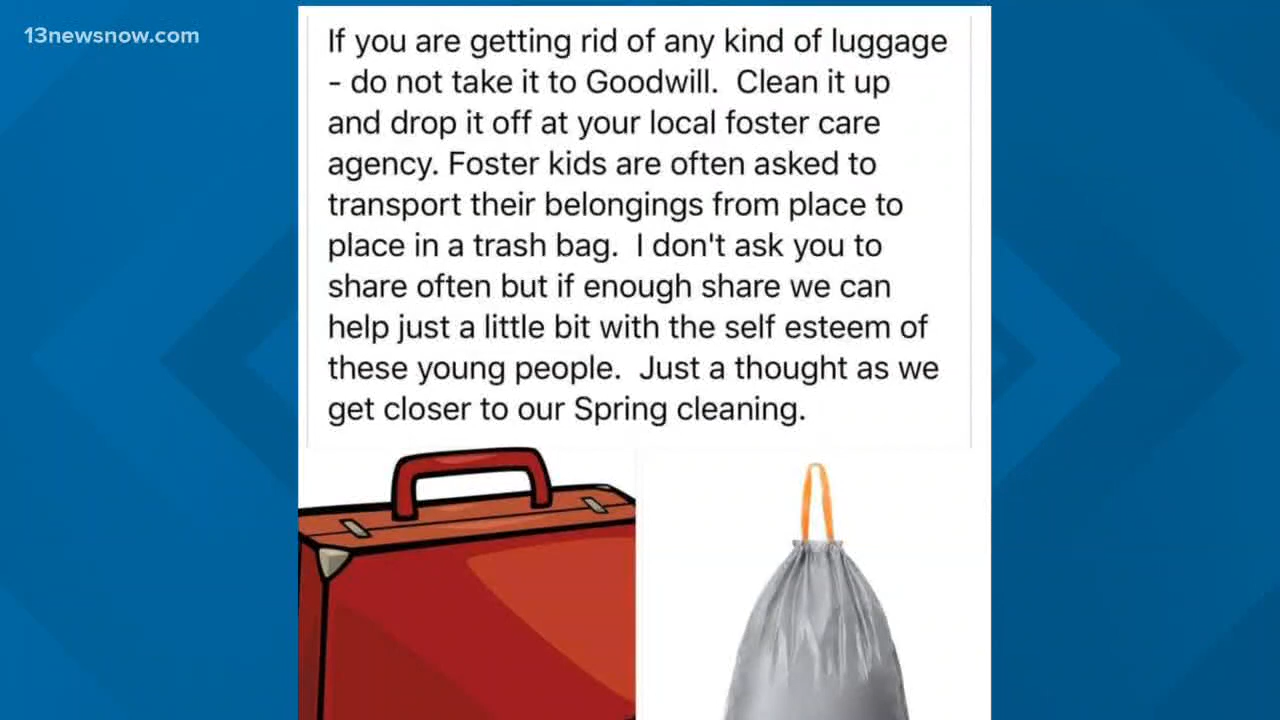 13newsnow.com
If you are getting rid of any kind of luggage
- do not take it to Goodwill.  Clean it up
and drop it off at your local foster care
agency. Foster kids are often asked to
transport their belongings from place to
place in a trash bag.  I don't ask you to
share often but if enough share we can
help just a little bit with the self esteem of
these young people.  Just a thought as we
get closer to our Spring cleaning.